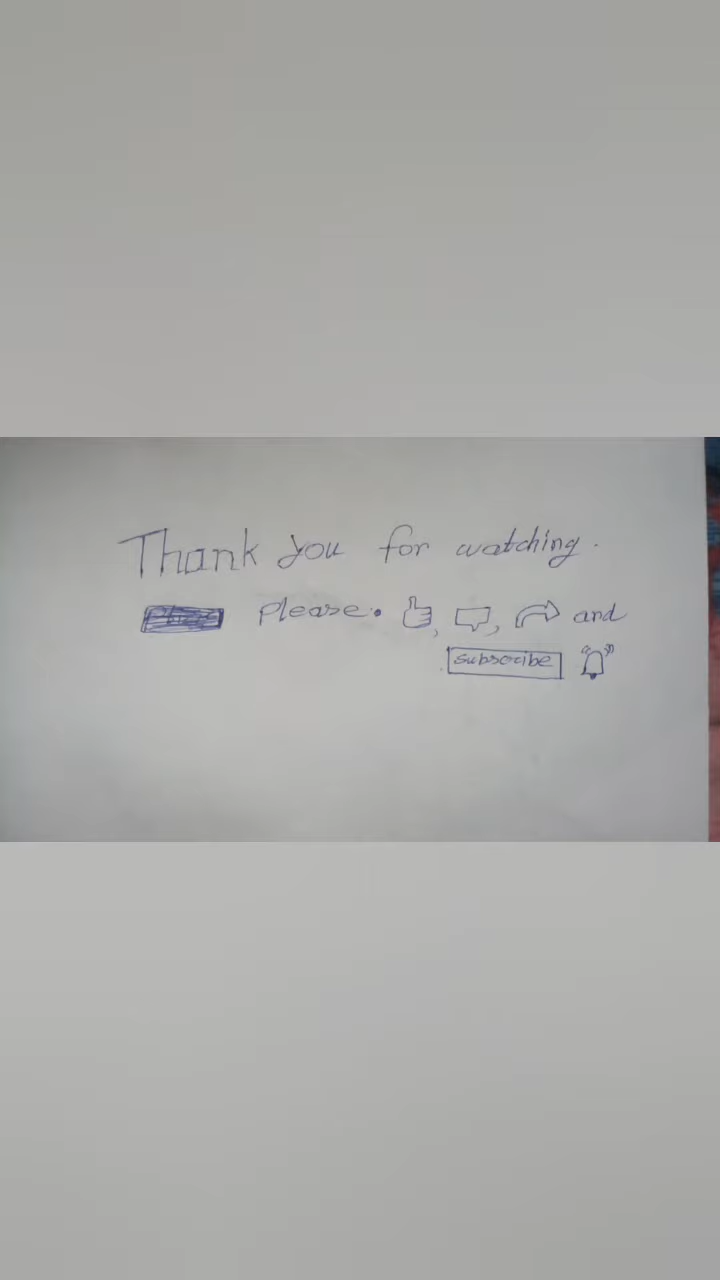 Thank you for watching.
Please. 👍, 💬, ↪ and
subscribe 🔔